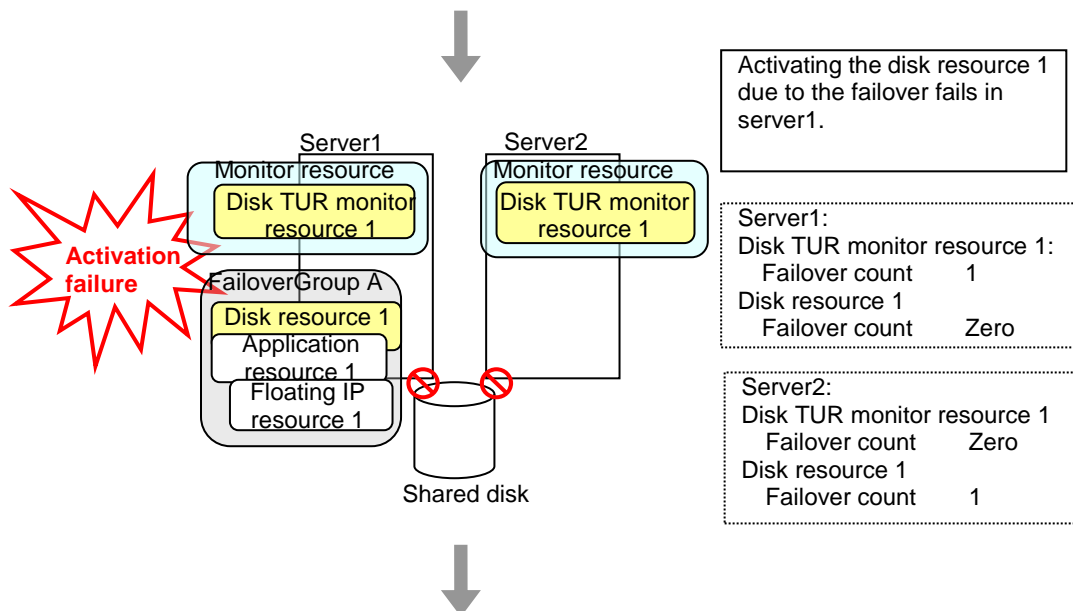 Activating the disk resource 1
due to the failover fails in
server1.
Server1
Server2
Monitor resource
Disk TUR monitor
resource 1
Monitor resource
Disk TUR monitor
resource 1
Activation
failure
FailoverGroup A
Disk resource 1
Application
resource 1
Floating IP
resource 1
Shared disk
Server1:
Disk TUR monitor resource 1:
Failover count 1
Disk resource 1
Failover count Zero
Server2:
Disk TUR monitor resource 1
Failover count Zero
Disk resource 1
Failover count 1